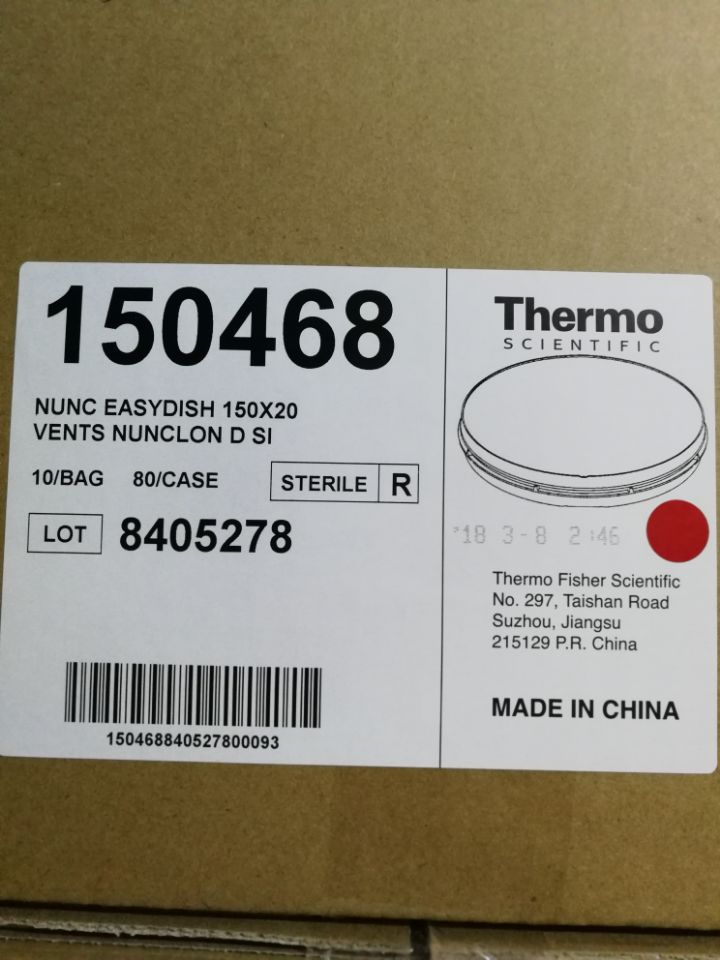 150468
NUNC EASYDISH 150X20
VENTS NUNCLON D SI
10/BAG 80/CASE STERILE R
LOT 8405278
150468840527800093
Thermo
SCIENTIFIC
'18 3-8 2:46
Thermo Fisher Scientific
No. 297, Taishan Road
Suzhou, Jiangsu
215129 P.R. China
MADE IN CHINA